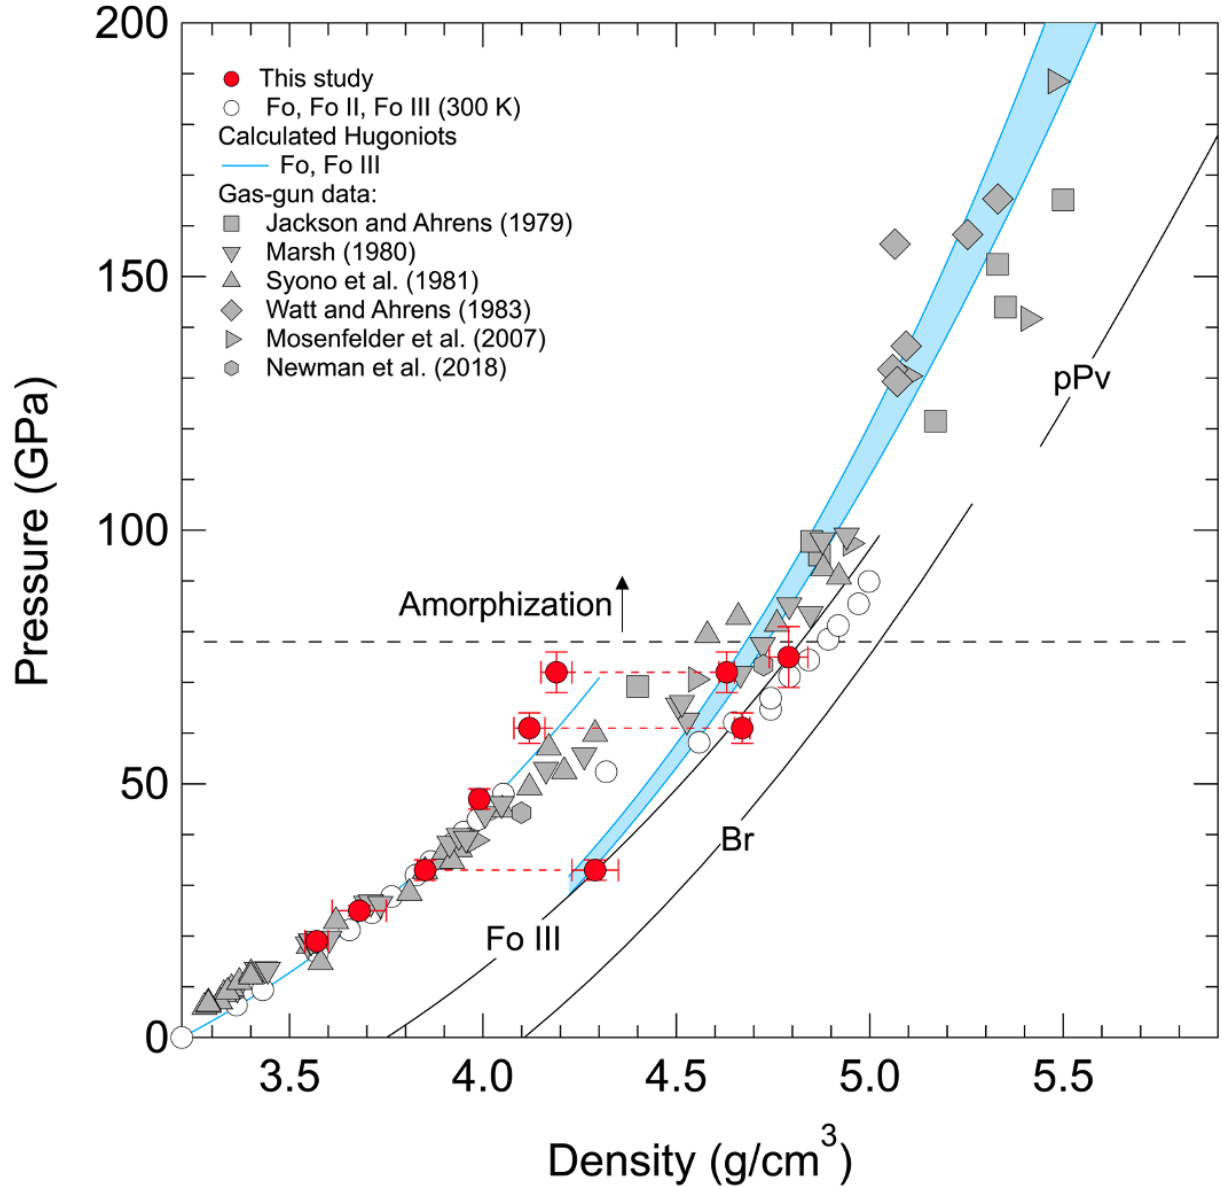 200
150
100
50
0
Pressure (GPa)
This study
Fo, Fo II, Fo III (300 K)
Calculated Hugoniots
Fo, Fo III
Gas-gun data:
Jackson and Ahrens (1979)
Marsh (1980)
Syono et al. (1981)
Watt and Ahrens (1983)
Mosenfelder et al. (2007)
Newman et al. (2018)
pPv
Amorphization
Br
Fo III
3.5 4.0 4.5 5.0 5.5
Density (g/cm³)